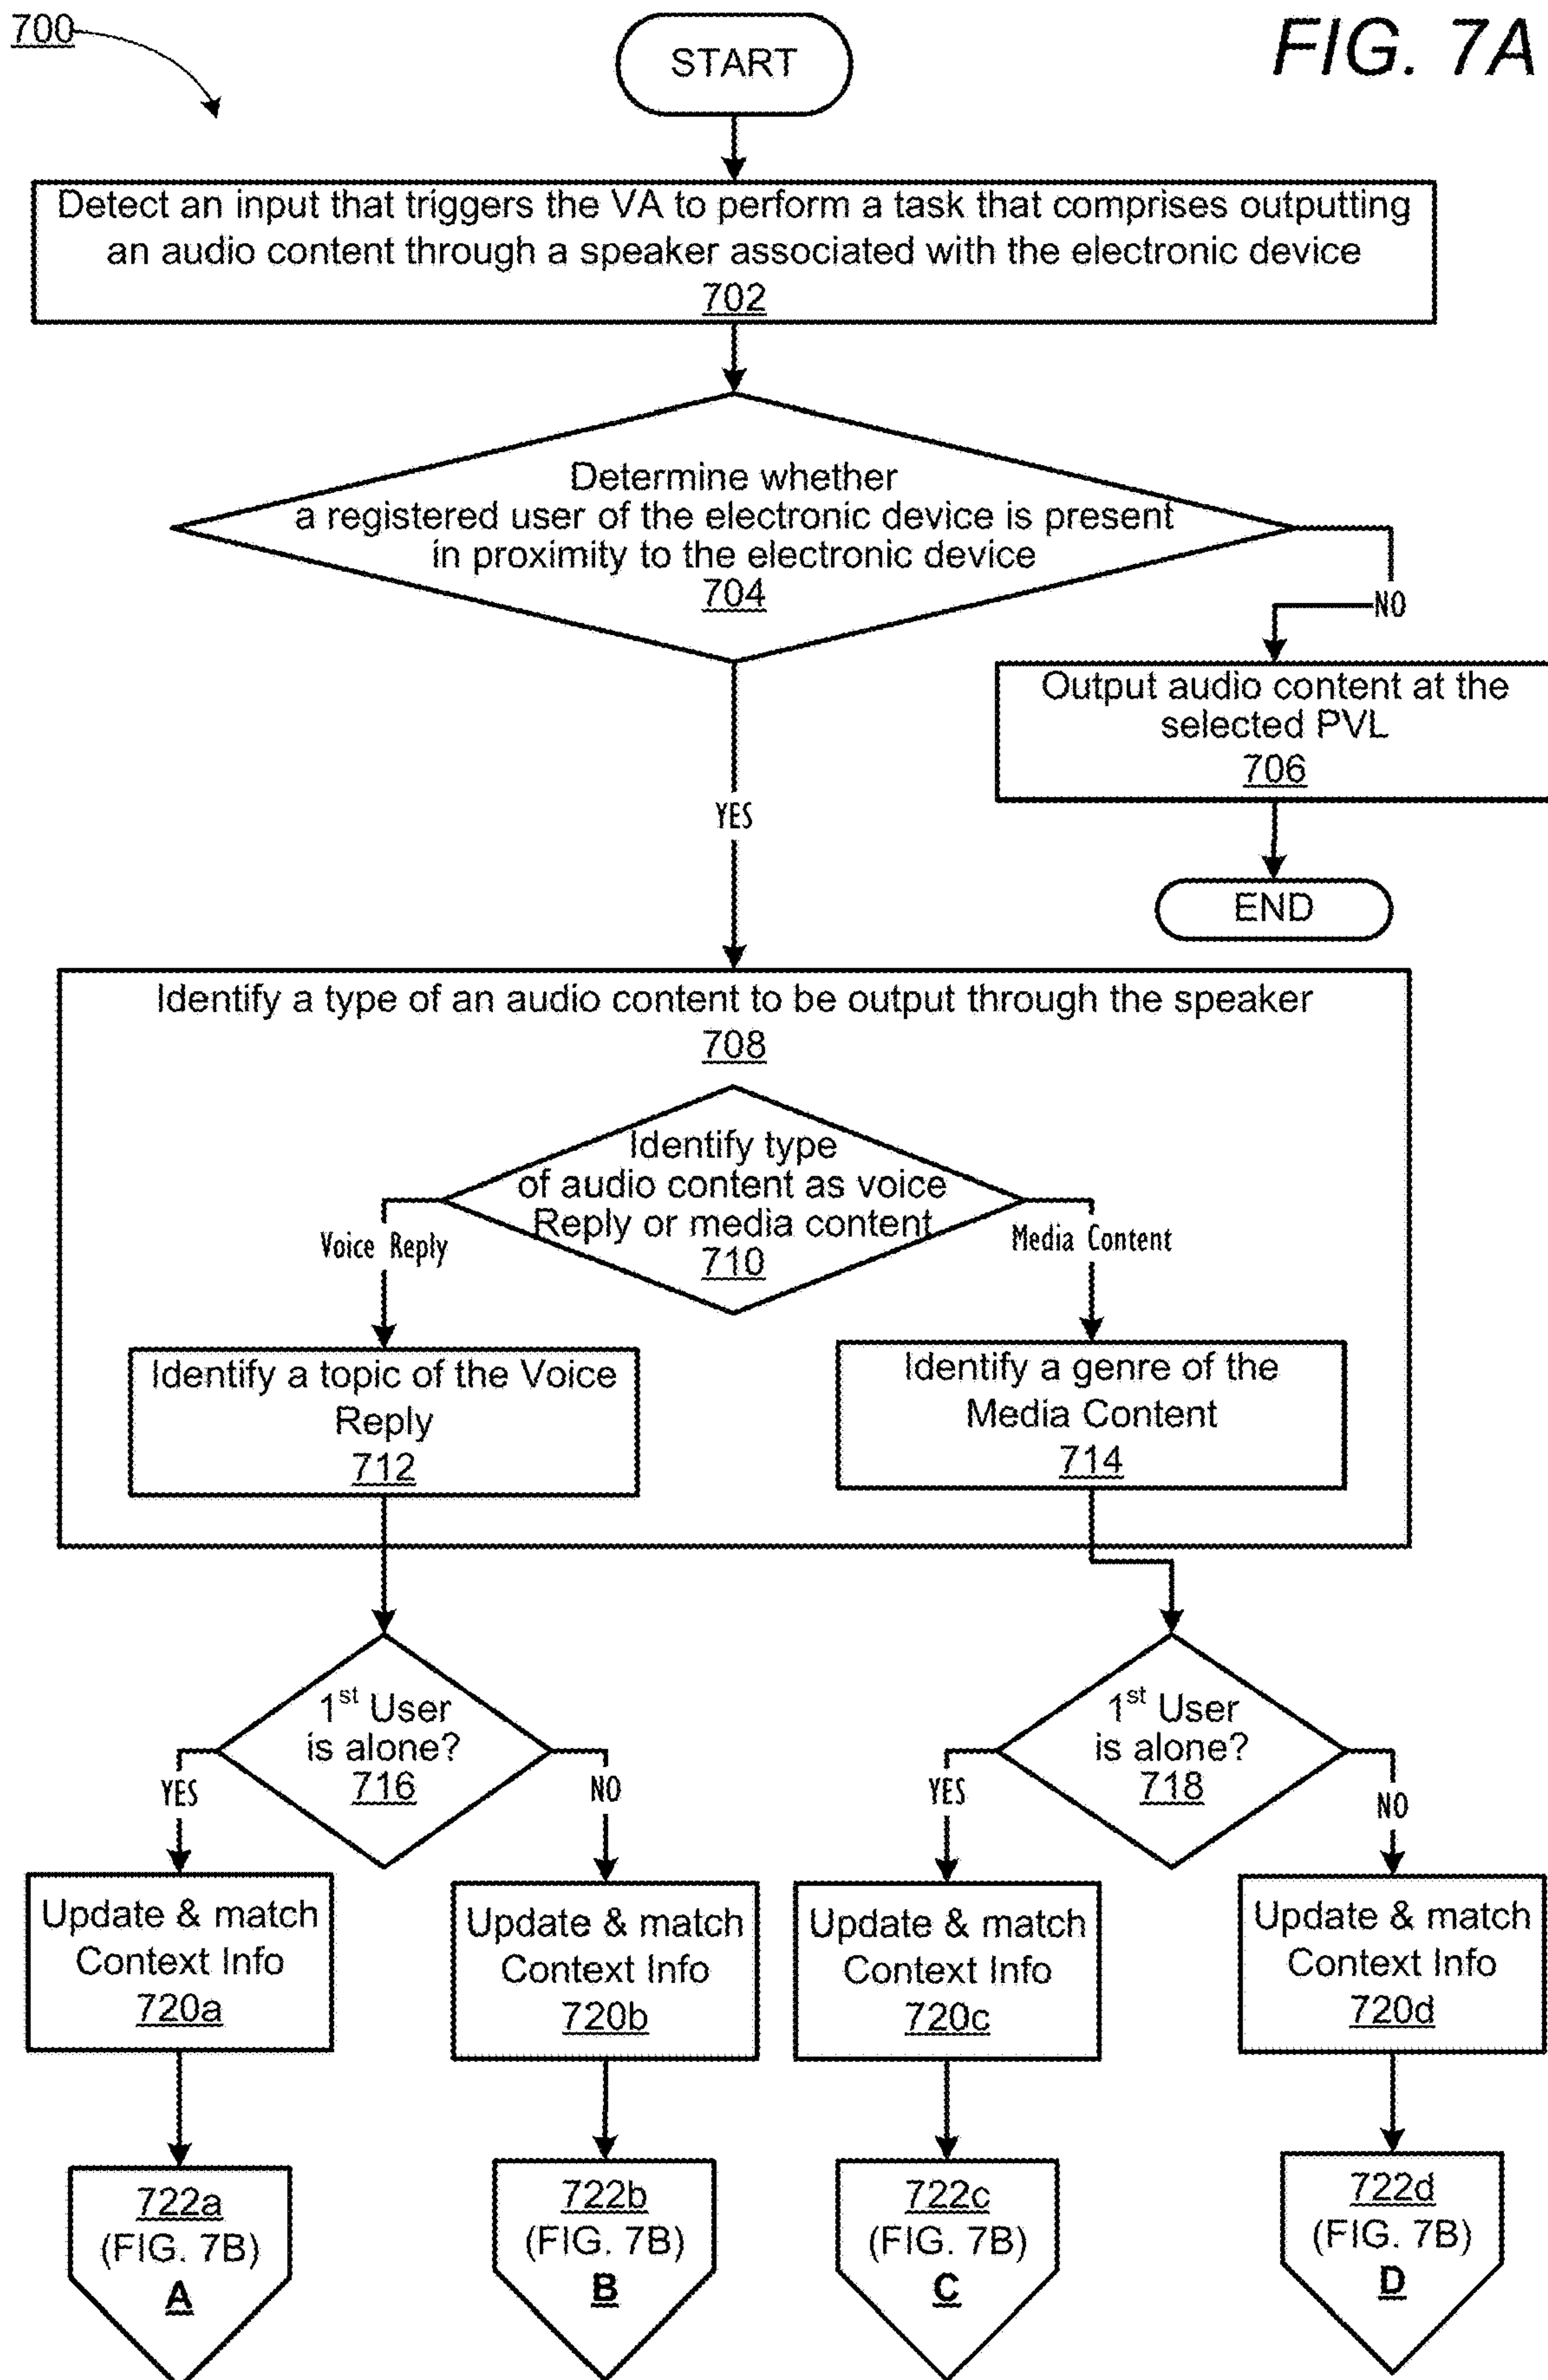 700
START
FIG. 7A
Detect an input that triggers the VA to perform a task that comprises outputting
an audio content through a speaker associated with the electronic device
702
Determine whether
a registered user of the electronic device is present
in proximity to the electronic device
704
NO
Output audio content at the
selected PVL
706
YES
END
Identify a type of an audio content to be output through the speaker
708
Identify type
of audio content as voice
Reply or media content
710
Voice Reply
Media Content
Identify a topic of the Voice
Reply
712
Identify a genre of the
Media Content
714
1st User
is alone?
716
YES
NO
1st User
is alone?
718
YES
NO
Update & match
Context Info
720a
Update & match
Context Info
720b
Update & match
Context Info
720c
Update & match
Context Info
720d
722a
(FIG. 7B)
A
722b
(FIG. 7B)
B
722c
(FIG. 7B)
C
722d
(FIG. 7B)
D